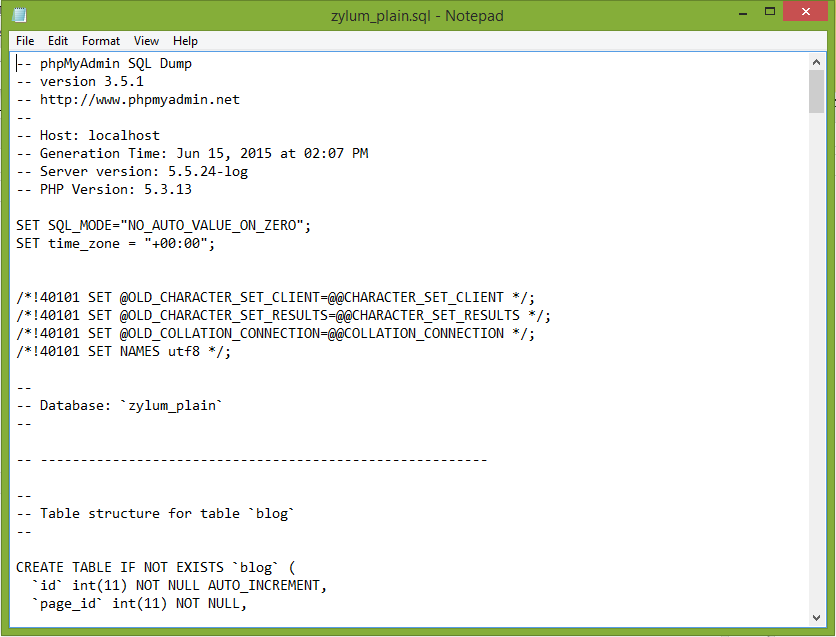 zylum_plain.sql - Notepad
File Edit Format View Help
-- phpMyAdmin SQL Dump
-- version 3.5.1
-- http://www.phpmyadmin.net
--
-- Host: localhost
-- Generation Time: Jun 15, 2015 at 02:07 PM
-- Server version: 5.5.24-log
-- PHP Version: 5.3.13
SET SQL_MODE="NO_AUTO_VALUE_ON_ZERO";
SET time_zone = "+00:00";
/*!40101 SET @OLD_CHARACTER_SET_CLIENT=@@CHARACTER_SET_CLIENT */;
/*!40101 SET @OLD_CHARACTER_SET_RESULTS=@@CHARACTER_SET_RESULTS */;
/*!40101 SET @OLD_COLLATION_CONNECTION=@@COLLATION_CONNECTION */;
/*!40101 SET NAMES utf8 */;
--
-- Database: `zylum_plain`
--
-- --------------------------------------------------------
--
-- Table structure for table `blog`
--
CREATE TABLE IF NOT EXISTS `blog` (
  `id` int(11) NOT NULL AUTO_INCREMENT,
  `page_id` int(11) NOT NULL,